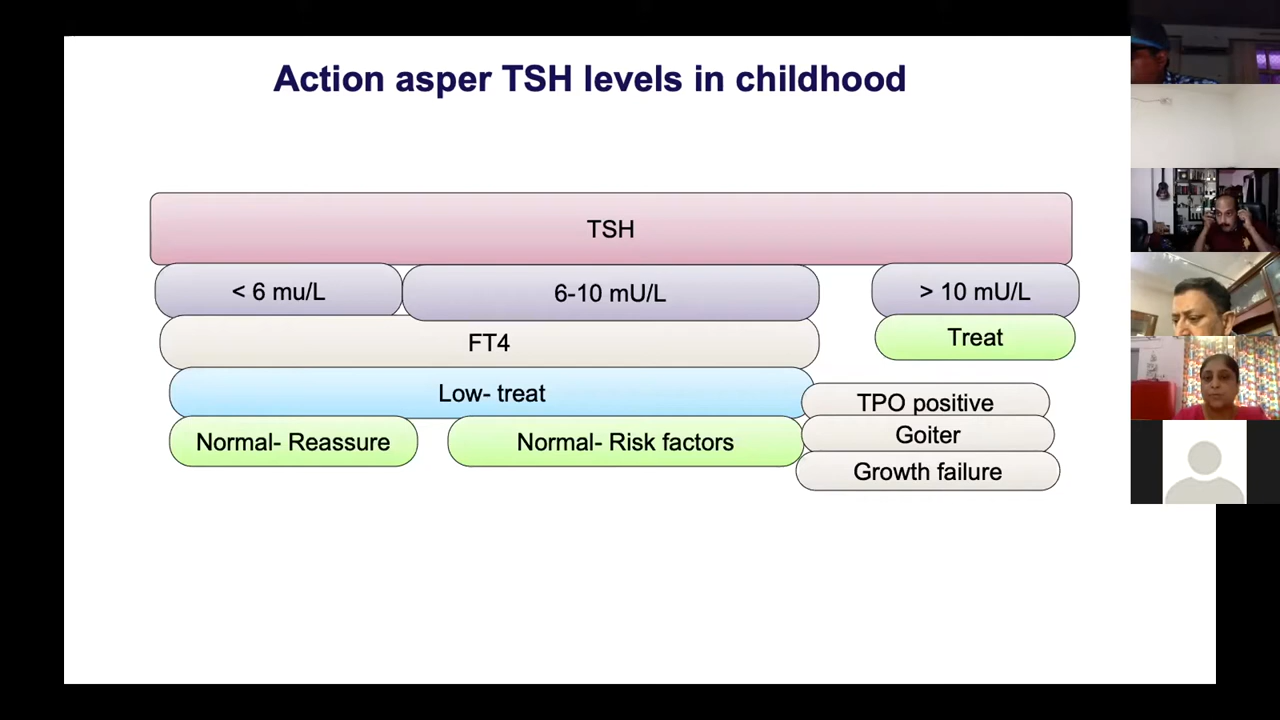 Action asper TSH levels in childhood
TSH
< 6 mu/L
6-10 mU/L
> 10 mU/L
FT4
Treat
Low- treat
TPO positive
Normal- Reassure
Normal- Risk factors
Goiter
Growth failure